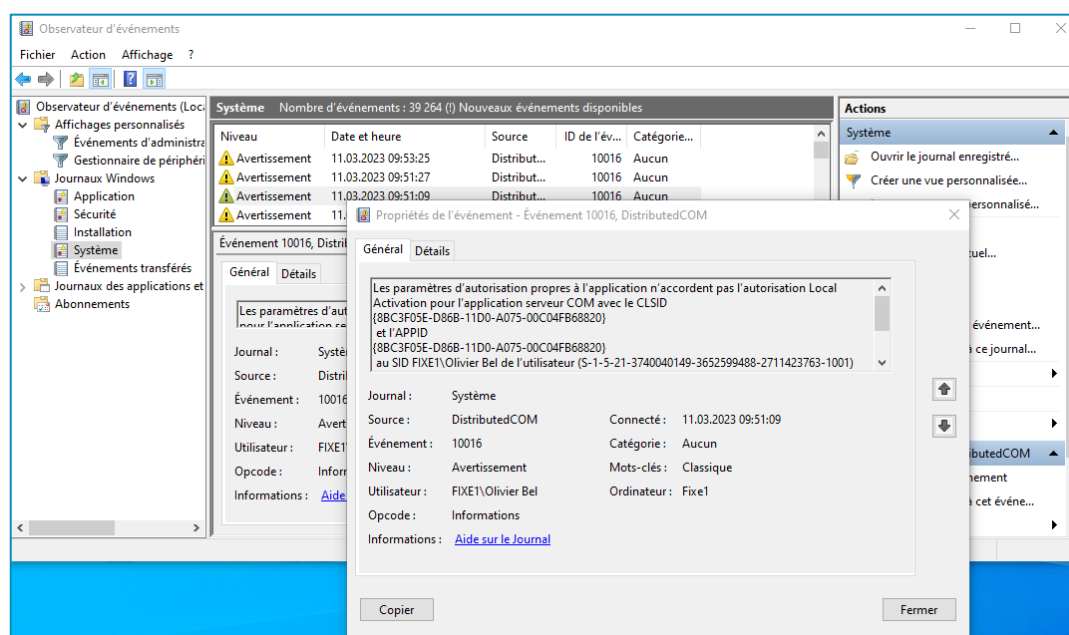 Observateur d'événements
Fichier Action Affichage ?
Observateur d'événements (Loca
Affichages personnalisés
Événements d'administra
Gestionnaire de périphéri
Journaux Windows
Application
Sécurité
Installation
Système
Événements transférés
Journaux des applications et
Abonnements
Système Nombre d'événements : 39 264 (!) Nouveaux événements disponibles
Niveau Date et heure Source ID de l'év... Catégorie...
Avertissement 11.03.2023 09:53:25 Distribut... 10016 Aucun
Avertissement 11.03.2023 09:51:27 Distribut... 10016 Aucun
Avertissement 11.03.2023 09:51:09 Distribut... 10016 Aucun
Avertissement 11.
Événement 10016, Distri
Général Détails
Les paramètres d'aut
pour l'application se
Journal : Systè
Source : Distri
Événement : 10016
Niveau : Avert
Utilisateur : FIXE1
Opcode : Inforr
Informations : Aide
Propriétés de l'événement - Événement 10016, DistributedCOM
Général Détails
Les paramètres d'autorisation propres à l'application n'accordent pas l'autorisation Local
Activation pour l'application serveur COM avec le CLSID
{8BC3F05E-D86B-11D0-A075-00C04FB68820}
et l'APPID
{8BC3F05E-D86B-11D0-A075-00C04FB68820}
au SID FIXE1\Olivier Bel de l'utilisateur (S-1-5-21-3740040149-3652599488-2711423763-1001)
Journal : Système
Source : DistributedCOM Connecté : 11.03.2023 09:51:09
Événement : 10016 Catégorie : Aucun
Niveau : Avertissement Mots-clés : Classique
Utilisateur : FIXE1\Olivier Bel Ordinateur : Fixe1
Opcode : Informations
Informations : Aide sur le Journal
Copier Fermer
Actions
Système
Ouvrir le journal enregistré...
Créer une vue personnalisée...
ersonnalisé...
tuel...
événement...
à ce journal...
ributedCOM
nement
à cet événe...